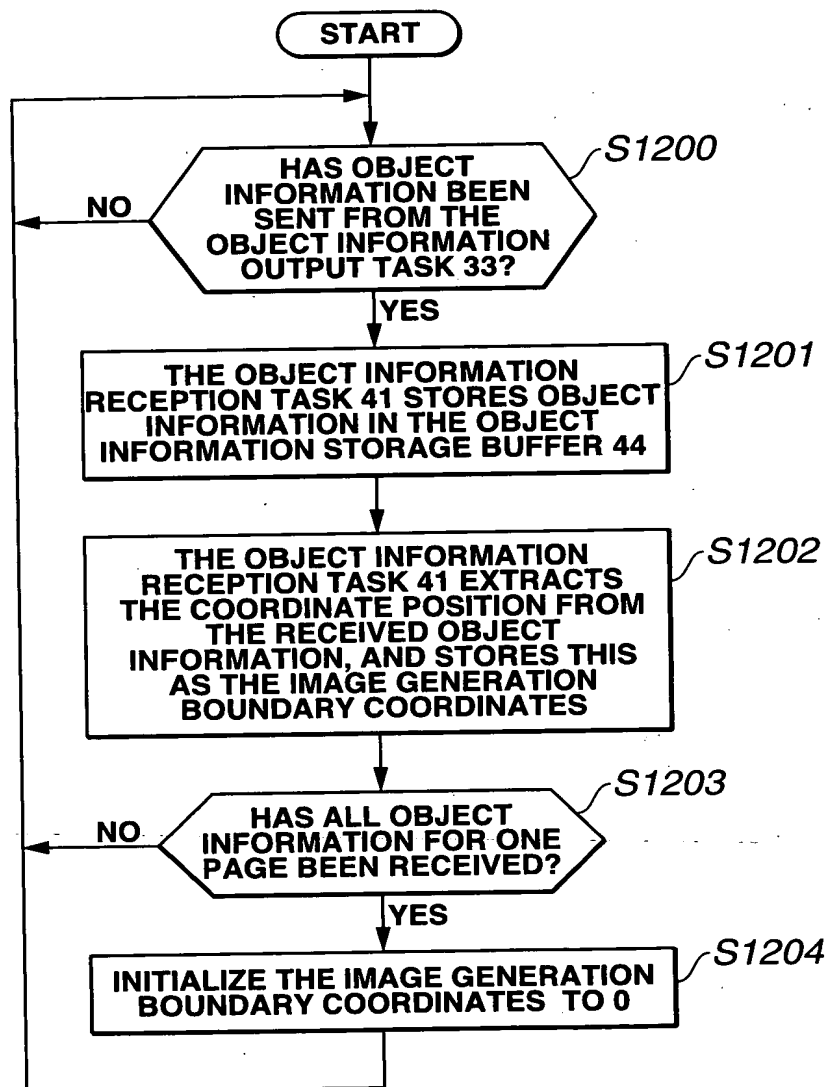 START
S1200
HAS OBJECT
INFORMATION BEEN
SENT FROM THE
OBJECT INFORMATION
OUTPUT TASK 33?
NO
YES
S1201
THE OBJECT INFORMATION
RECEPTION TASK 41 STORES OBJECT
INFORMATION IN THE OBJECT
INFORMATION STORAGE BUFFER 44
S1202
THE OBJECT INFORMATION
RECEPTION TASK 41 EXTRACTS
THE COORDINATE POSITION FROM
THE RECEIVED OBJECT
INFORMATION, AND STORES THIS
AS THE IMAGE GENERATION
BOUNDARY COORDINATES
S1203
HAS ALL OBJECT
INFORMATION FOR ONE
PAGE BEEN RECEIVED?
NO
YES
S1204
INITIALIZE THE IMAGE GENERATION
BOUNDARY COORDINATES TO 0